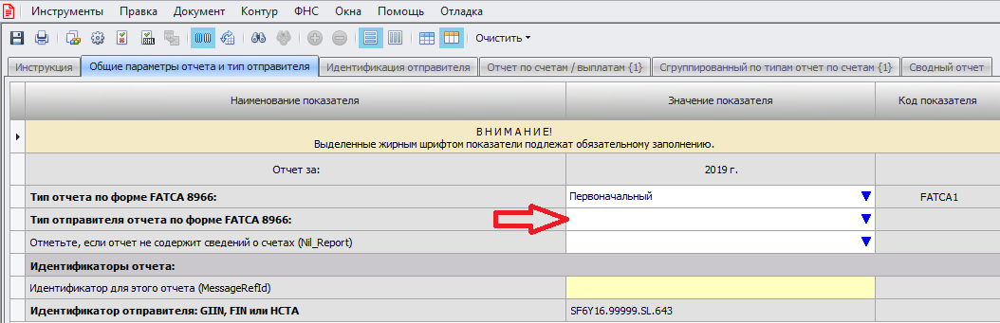 Инструменты Правка Документ Контур ФНС Окна Помощь Отладка
XML Очистить
Инструкция Общие параметры отчета и тип отправителя Идентификация отправителя Отчет по счетам / выплатам {1} Сгруппированный по типам отчет по счетам {1} Сводный отчет
Наименование показателя Значение показателя Код показателя
В Н И М А Н И Е!
Выделенные жирным шрифтом показатели подлежат обязательному заполнению.
Отчет за: 2019 г.
Тип отчета по форме FATCA 8966: Первоначальный FATCA1
Тип отправителя отчета по форме FATCA 8966:
Отметьте, если отчет не содержит сведений о счетах (Nil_Report)
Идентификаторы отчета:
Идентификатор для этого отчета (MessageRefId)
Идентификатор отправителя: GIIN, FIN или HCTA SF6Y16.99999.SL.643